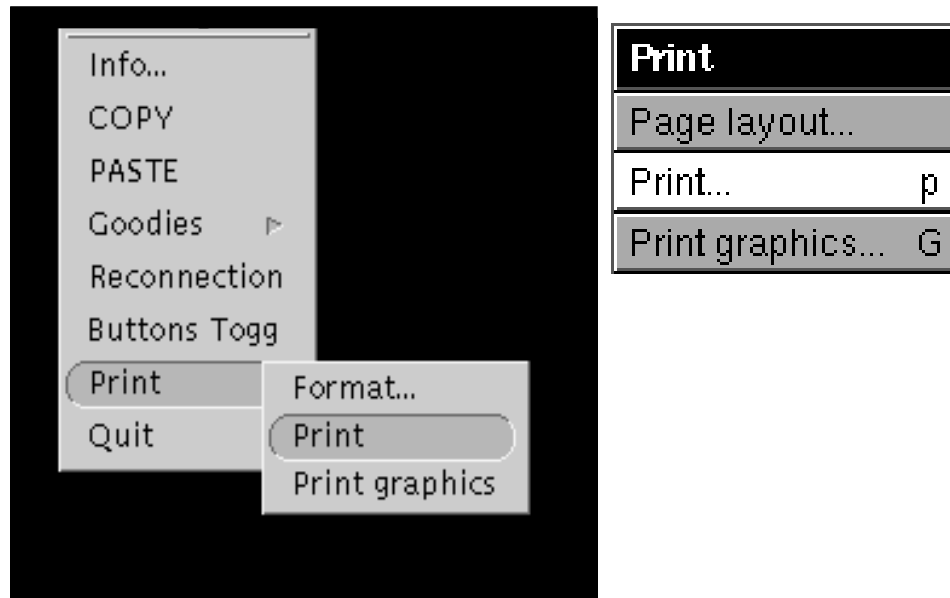 Info...
COPY
PASTE
Goodies
Reconnection
Buttons Togg
Print
Quit
Format...
Print
Print graphics
Print
Page layout...
Print... p
Print graphics... G